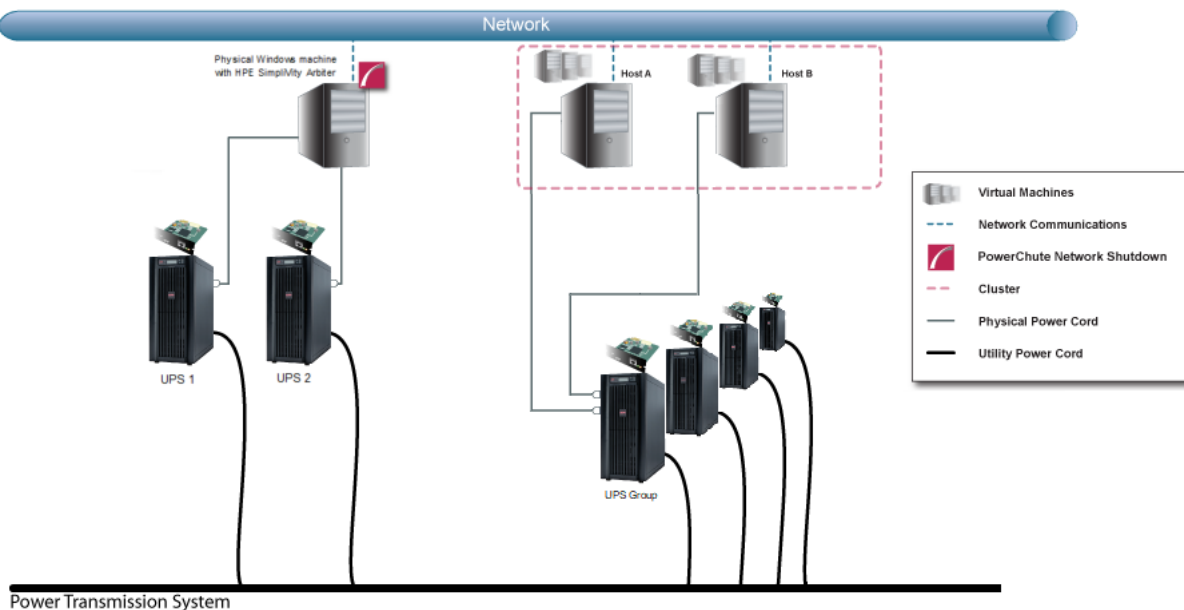 Network
Physical Windows machine
with HPE SimpliVity Arbiter
Host A
Host B
Virtual Machines
Network Communications
PowerChute Network Shutdown
Cluster
Physical Power Cord
Utility Power Cord
UPS 1
UPS 2
UPS Group
Power Transmission System